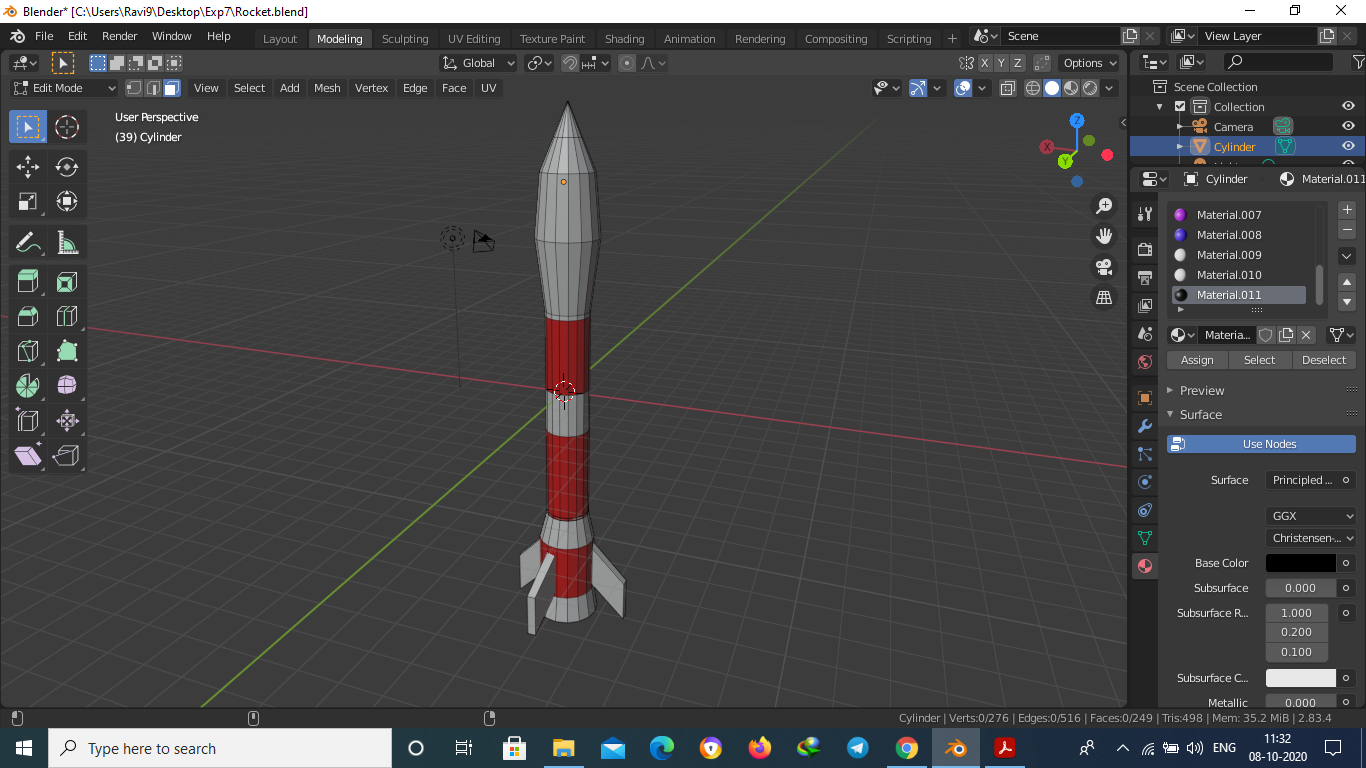 Blender* [C:\Users\Ravi9\Desktop\Exp7\Rocket.blend]
File Edit Render Window Help Layout Modeling Sculpting UV Editing Texture Paint Shading Animation Rendering Compositing Scripting + Scene View Layer
Global X Y Z Options
Edit Mode View Select Add Mesh Vertex Edge Face UV
User Perspective
(39) Cylinder
Z
X
Y
Scene Collection
Collection
Camera
Cylinder
Cylinder Material.011
Material.007
Material.008
Material.009
Material.010
Material.011
Materia...
Assign Select Deselect
Preview
Surface
Use Nodes
Surface Principled ...
GGX
Christensen-...
Base Color
Subsurface 0.000
Subsurface R... 1.000
0.200
0.100
Subsurface C...
Metallic 0.000
Cylinder | Verts:0/276 | Edges:0/516 | Faces:0/249 | Tris:498 | Mem: 35.2 MiB | 2.83.4
Type here to search
ENG
11:32
08-10-2020